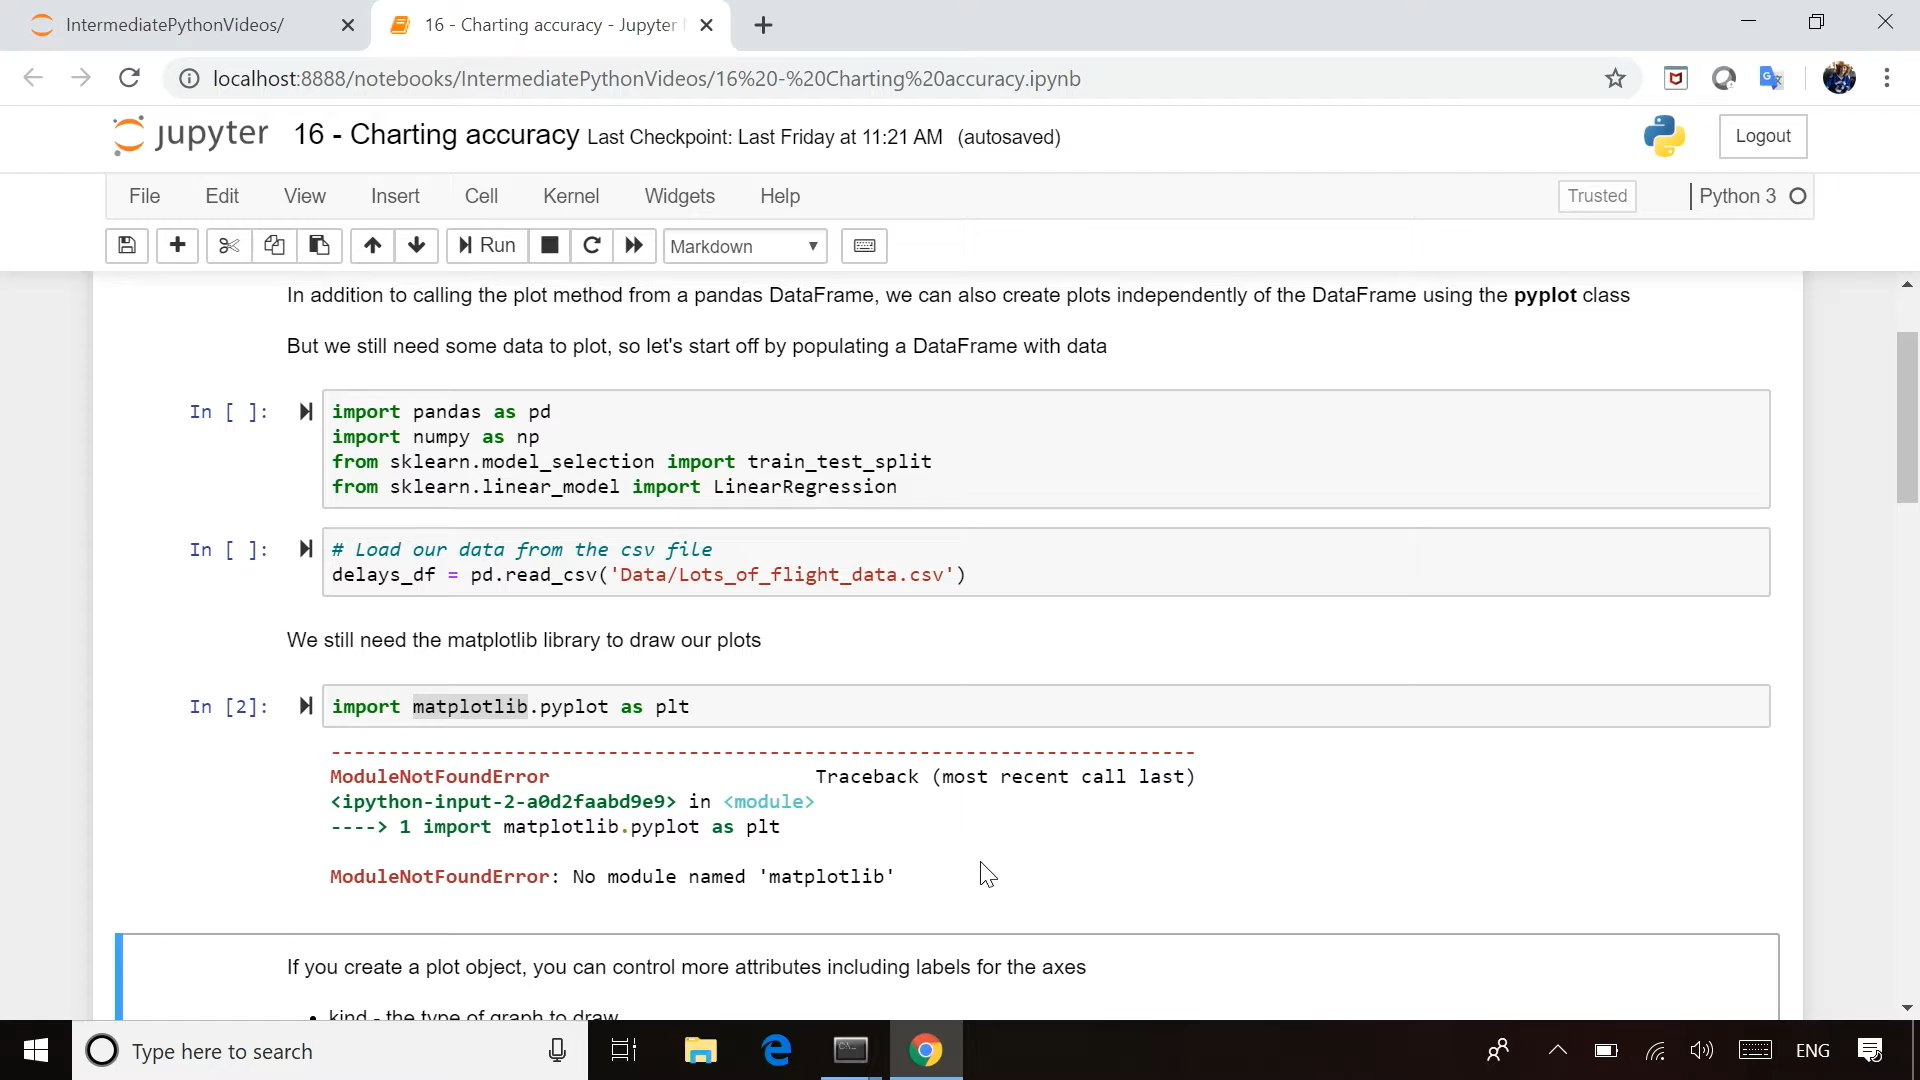 IntermediatePythonVideos/
16 - Charting accuracy - Jupyter
localhost:8888/notebooks/IntermediatePythonVideos/16%20-%20Charting%20accuracy.ipynb
jupyter 16 - Charting accuracy Last Checkpoint: Last Friday at 11:21 AM (autosaved)
Logout
File Edit View Insert Cell Kernel Widgets Help
Trusted
Python 3
Run
Markdown
In addition to calling the plot method from a pandas DataFrame, we can also create plots independently of the DataFrame using the pyplot class
But we still need some data to plot, so let's start off by populating a DataFrame with data
In [ ]: import pandas as pd
import numpy as np
from sklearn.model_selection import train_test_split
from sklearn.linear_model import LinearRegression
In [ ]: # Load our data from the csv file
delays_df = pd.read_csv('Data/Lots_of_flight_data.csv')
We still need the matplotlib library to draw our plots
In [2]: import matplotlib.pyplot as plt
---------------------------------------------------------------------------
ModuleNotFoundError Traceback (most recent call last)
<ipython-input-2-a0d2faabd9e9> in <module>
----> 1 import matplotlib.pyplot as plt
ModuleNotFoundError: No module named 'matplotlib'
If you create a plot object, you can control more attributes including labels for the axes
• kind - the type of graph to draw
Type here to search
ENG